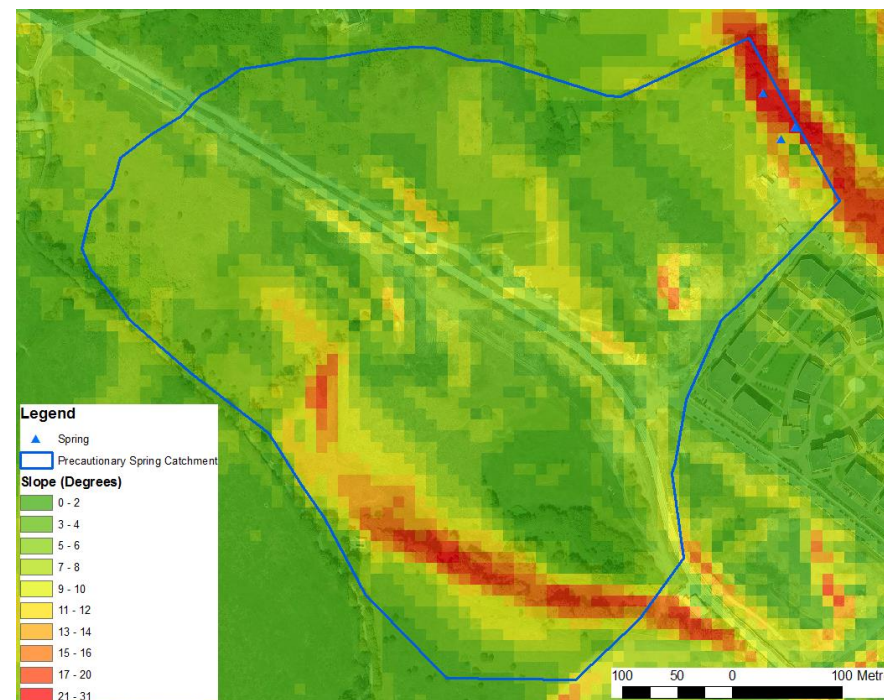 Legend
Spring
Precautionary Spring Catchment
Slope (Degrees)
0 - 2
3 - 4
5 - 6
7 - 8
9 - 10
11 - 12
13 - 14
15 - 16
17 - 20
21 - 31
100 50 0 100 Metr